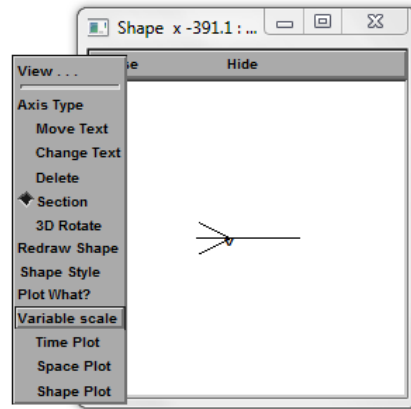 Shape x -391.1 : ...
se Hide
View . . .
Axis Type
Move Text
Change Text
Delete
Section
3D Rotate
Redraw Shape
Shape Style
Plot What?
Variable scale
Time Plot
Space Plot
Shape Plot
v